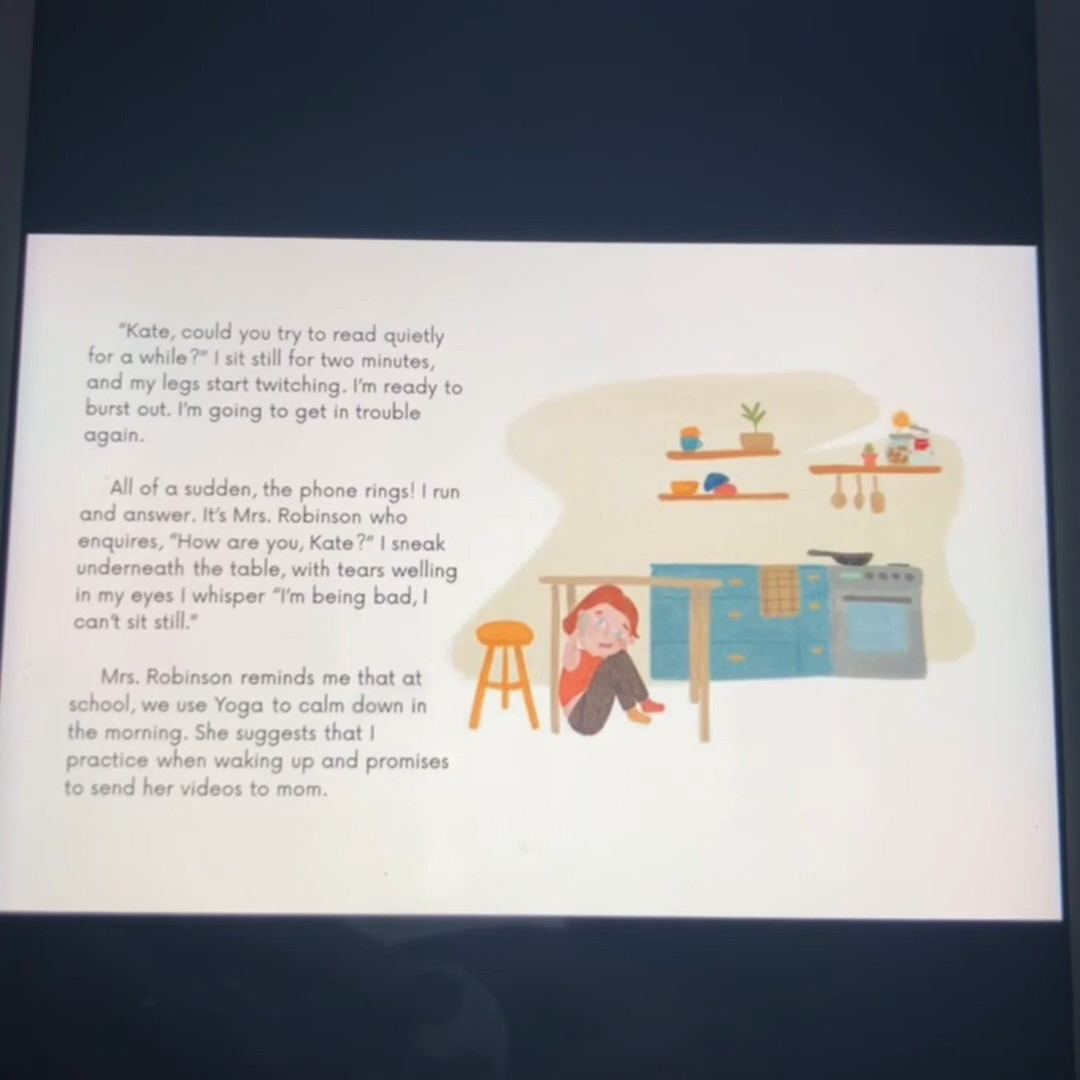 "Kate, could you try to read quietly
for a while?" I sit still for two minutes,
and my legs start twitching. I'm ready to
burst out. I'm going to get in trouble
again.
All of a sudden, the phone rings! I run
and answer. It's Mrs. Robinson who
enquires, "How are you, Kate?" I sneak
underneath the table, with tears welling
in my eyes I whisper "I'm being bad, I
can't sit still."
Mrs. Robinson reminds me that at
school, we use Yoga to calm down in
the morning. She suggests that I
practice when waking up and promises
to send her videos to mom.